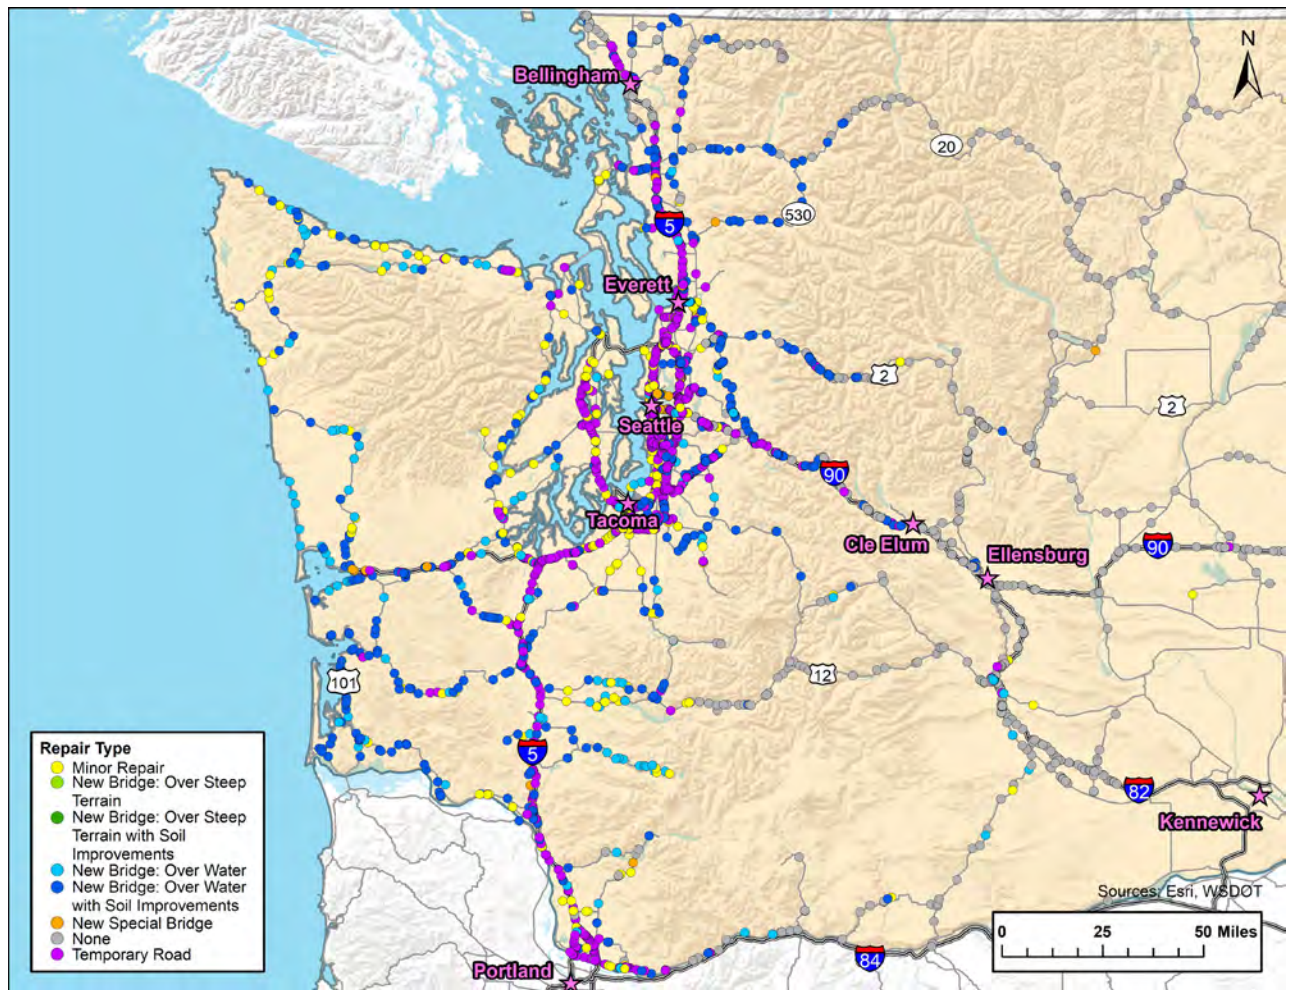 N
Bellingham
20
530
5
Everett
2
2
Seattle
90
Tacoma
Cle Elum
90
Ellensburg
101
12
5
82
Kennewick
Repair Type
Minor Repair
New Bridge: Over Steep
Terrain
New Bridge: Over Steep
Terrain with Soil
Improvements
New Bridge: Over Water
New Bridge: Over Water
with Soil Improvements
New Special Bridge
None
Temporary Road
Sources: Esri, WSDOT
0 25 50 Miles
84
Portland